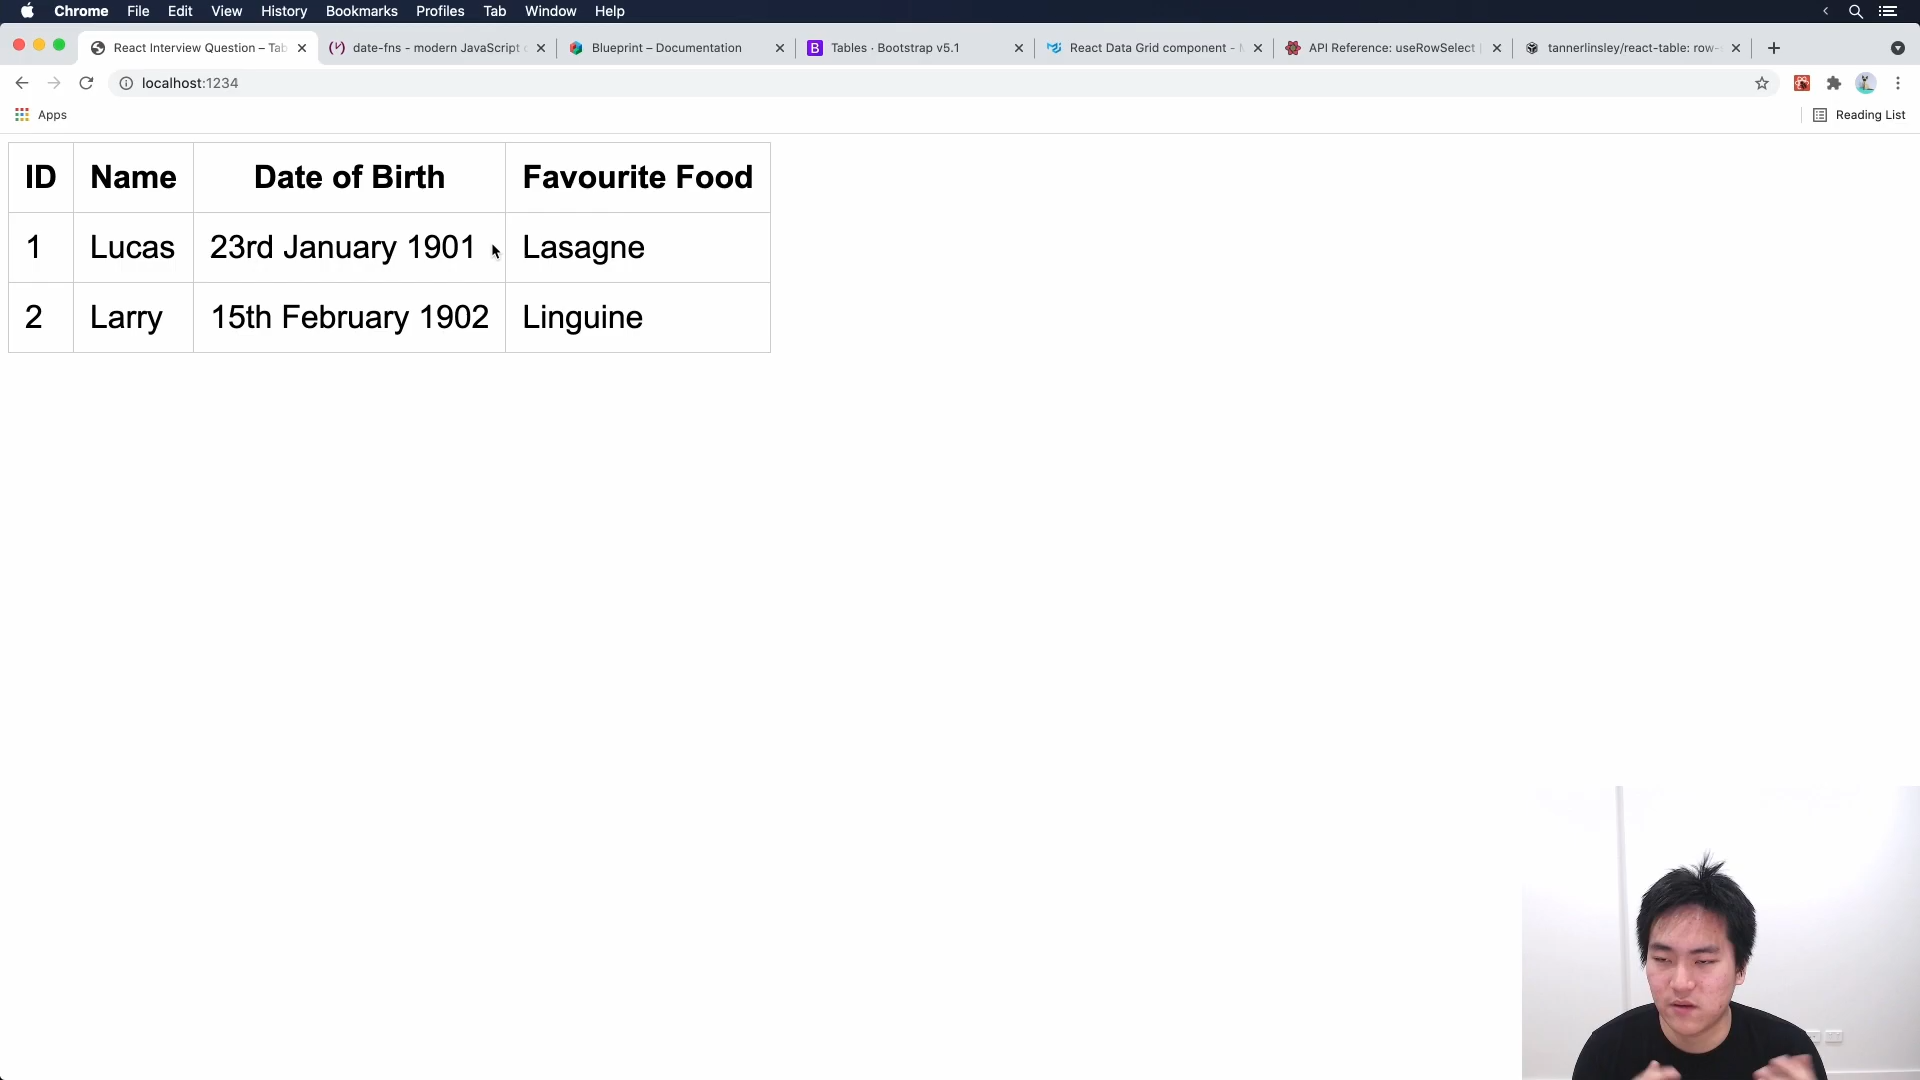 Chrome File Edit View History Bookmarks Profiles Tab Window Help
React Interview Question – Tab
date-fns - modern JavaScript
Blueprint – Documentation
B Tables · Bootstrap v5.1
React Data Grid component -
API Reference: useRowSelect
tannerlinsley/react-table: row-
localhost:1234
Apps
Reading List
ID Name Date of Birth Favourite Food
1 Lucas 23rd January 1901 Lasagne
2 Larry 15th February 1902 Linguine